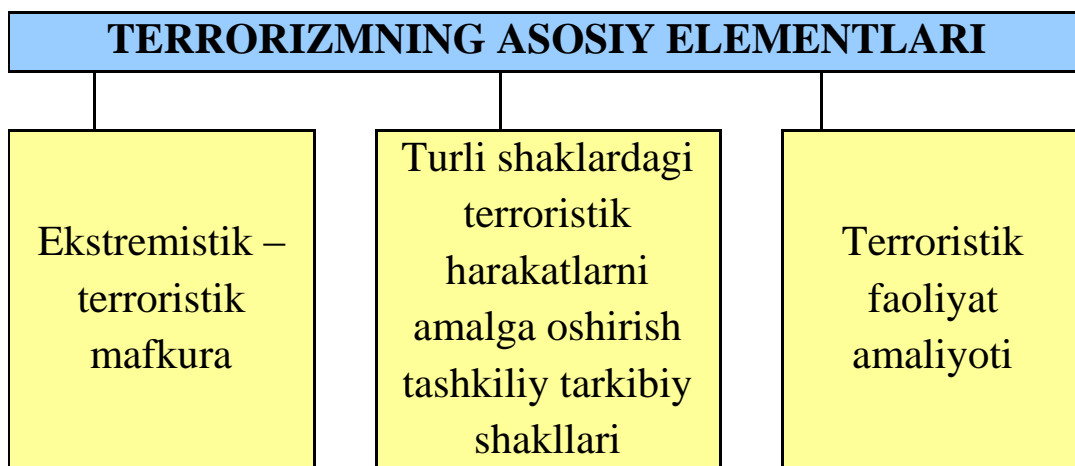 TERRORIZMNING ASOSIY ELEMENTLARI
Ekstremistik –
terroristik
mafkura
Turli shaklardagi
terroristik
harakatlarni
amalga oshirish
tashkiliy tarkibiy
shakllari
Terroristik
faoliyat
amaliyoti